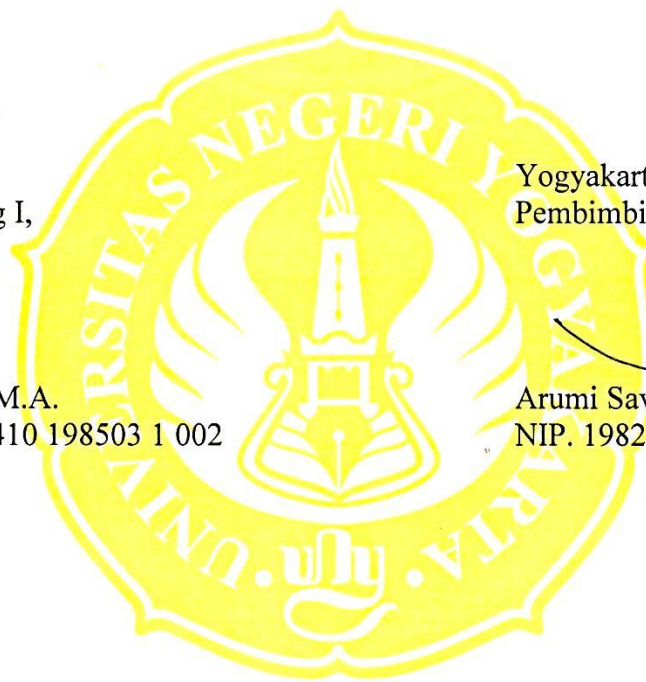 UNIVERSITAS NEGERI YOGYAKARTA
Yogyakart
g I,
Pembimbi
M.A.
Arumi Sav
410 198503 1 002
NIP. 1982
uny